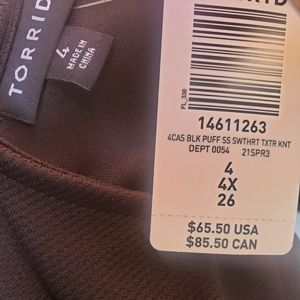 TORRID
4
MADE IN
CHINA
FL_336
14611263
4CAS BLK PUFF SS SWTHRT TXTR KNT
DEPT 0054 21SPR3
4
4X
26
$65.50 USA
$85.50 CAN